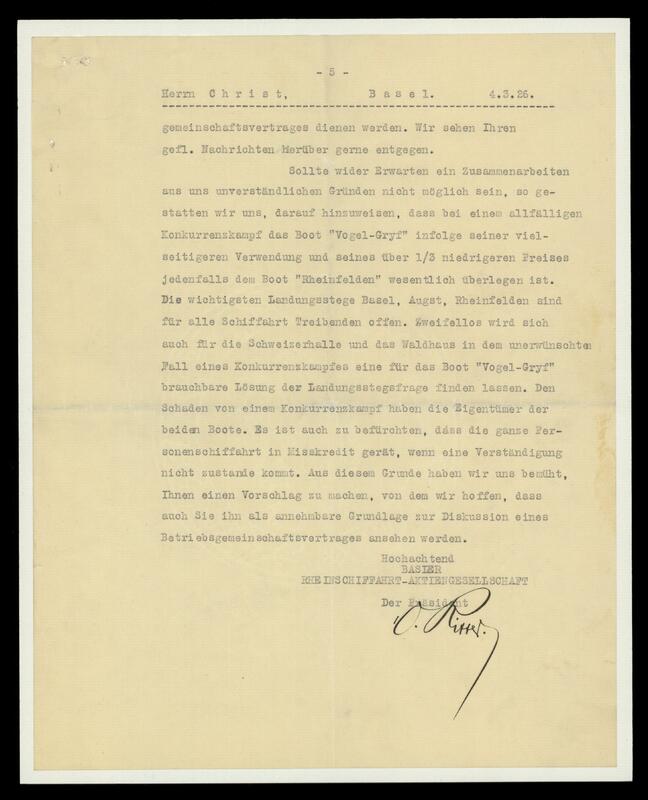 - 5 -
Herrn C h r i s t, B a s e l. 4.3.26.
gemeinschaftsvertrages dienen werden. Wir sehen Ihren
gefl. Nachrichten hierüber gerne entgegen.
Sollte wider Erwarten ein Zusammenarbeiten
aus uns unverständlichen Gründen nicht möglich sein, so ge-
statten wir uns, darauf hinzuweisen, dass bei einem allfälligen
Konkurrenzkampf das Boot "Vogel-Gryf" infolge seiner viel-
seitigeren Verwendung und seines über 1/3 niedrigeren Preises
jedenfalls dem Boot "Rheinfelden" wesentlich überlegen ist.
Die wichtigsten Landungsstege Basel, Augst, Rheinfelden sind
für alle Schiffahrt Treibenden offen. Zweifellos wird sich
auch für die Schweizerhalle und das Waldhaus in dem unerwünschten
Fall eines Konkurrenzkampfes eine für das Boot "Vogel-Gryf"
brauchbare Lösung der Landungsstegsfrage finden lassen. Den
Schaden von einem Konkurrenzkampf haben die Eigentümer der
beiden Boote. Es ist auch zu befürchten, dass die ganze Per-
sonenschiffahrt in Misskredit gerät, wenn eine Verständigung
nicht zustande kommt. Aus diesem Grunde haben wir uns bemüht,
Ihnen einen Vorschlag zu machen, von dem wir hoffen, dass
auch Sie ihn als annehmbare Grundlage zur Diskussion eines
Betriebsgemeinschaftsvertrages ansehen werden.
Hochachtend
BASLER
RHEINSCHIFFAHRT-AKTIENGESELLSCHAFT
Der Präsident
O. Ritter.